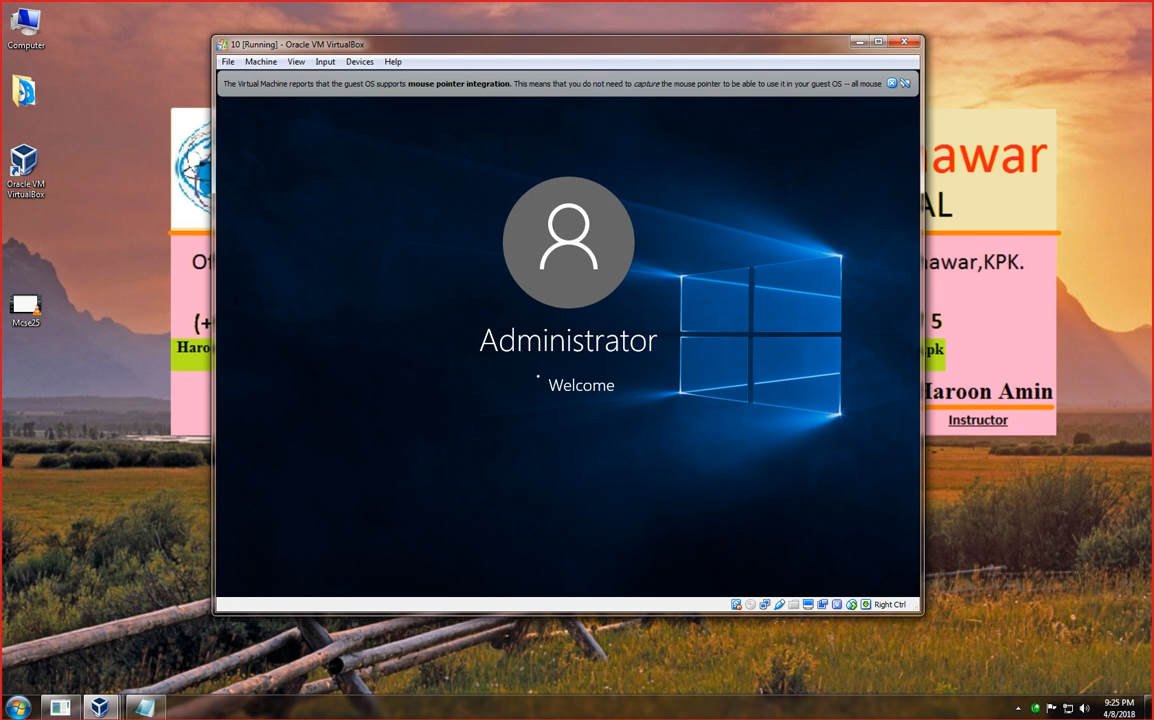 Computer
Oracle VM
VirtualBox
Mcse25
10 [Running] - Oracle VM VirtualBox
File Machine View Input Devices Help
The Virtual Machine reports that the guest OS supports mouse pointer integration. This means that you do not need to capture the mouse pointer to be able to use it in your guest OS -- all mouse
Administrator
Welcome
Right Ctrl
awar
AL
awar,KPK.
5
.pk
Haroon Amin
Instructor
Of
(+
Haro
9:25 PM
4/8/2018